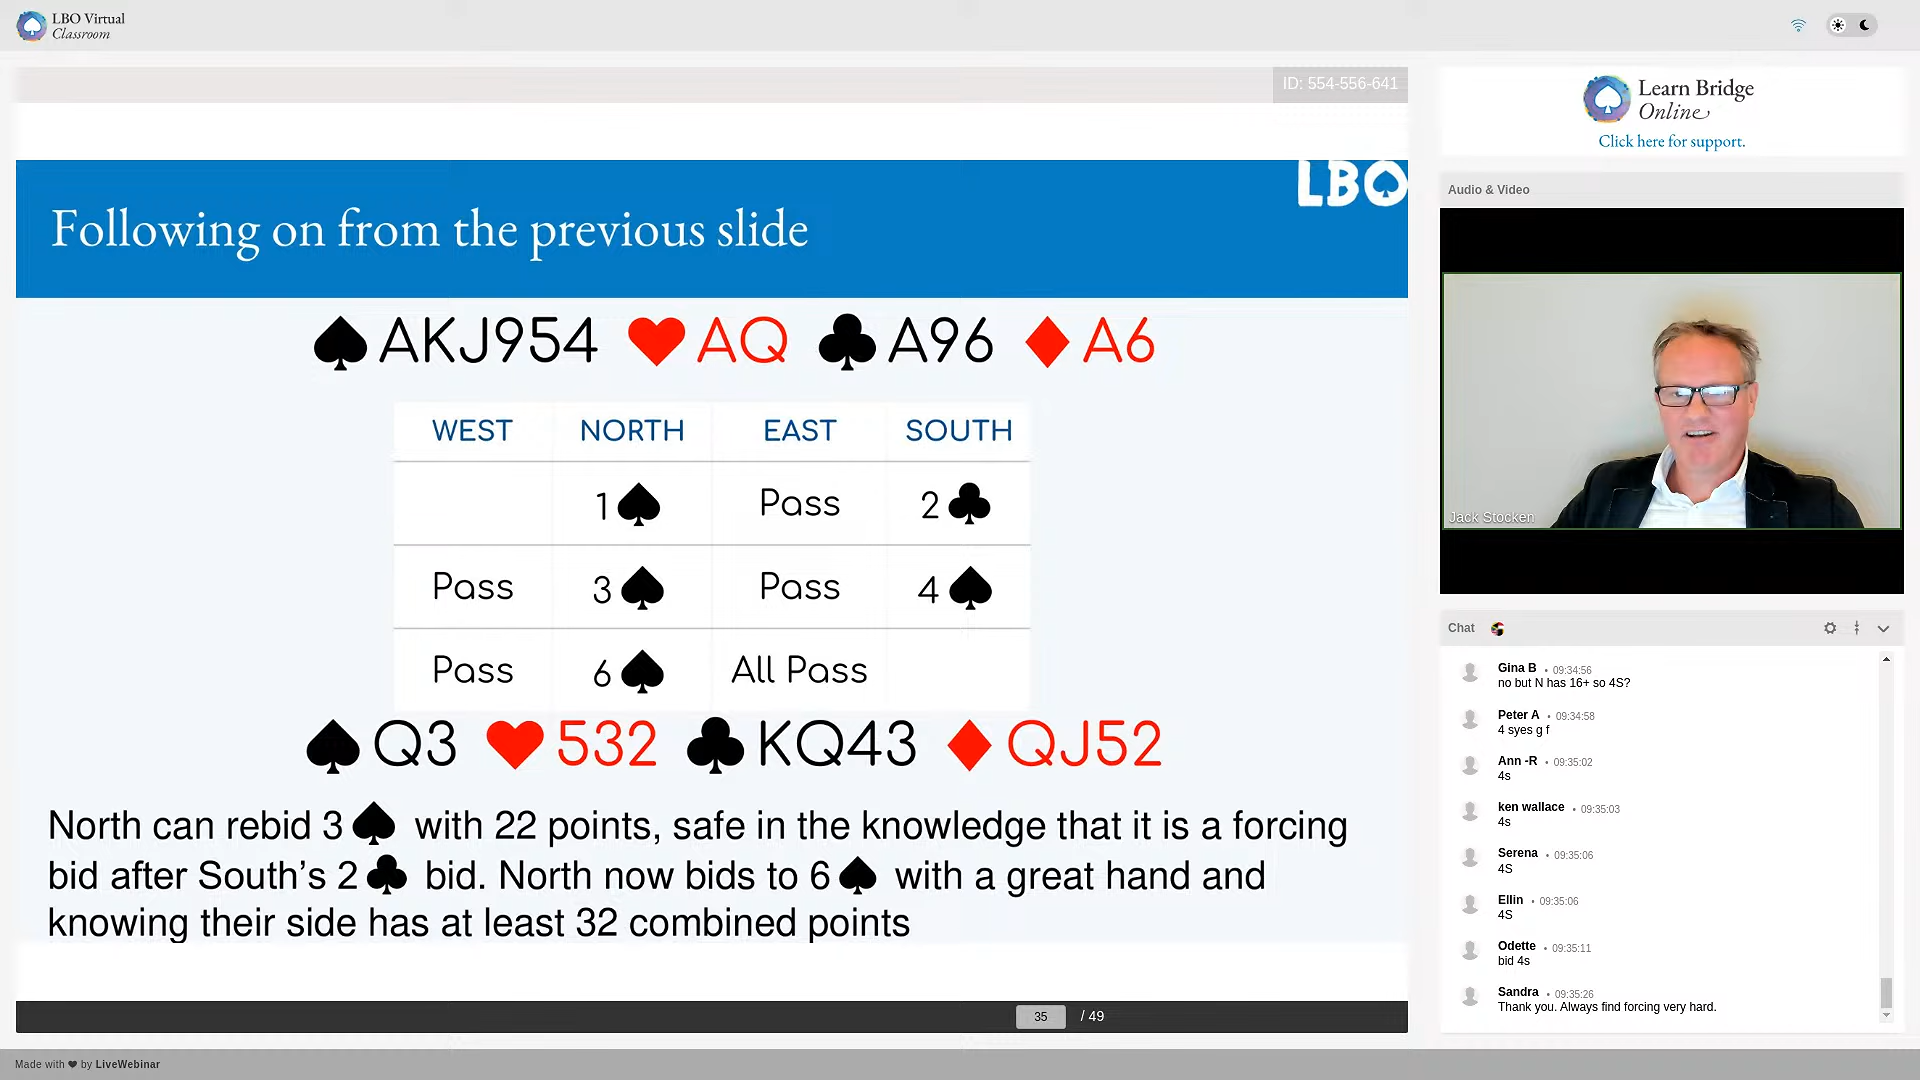 LBO Virtual
Classroom
ID: 554-556-641
Learn Bridge
Online
Click here for support.
LBO
Following on from the previous slide
♠AKJ954 ♥AQ ♣A96 ♦A6
WEST NORTH EAST SOUTH
1♠ Pass 2♣
Pass 3♠ Pass 4♠
Pass 6♠ All Pass
♠Q3 ♥532 ♣KQ43 ♦QJ52
North can rebid 3♠ with 22 points, safe in the knowledge that it is a forcing
bid after South's 2♣ bid. North now bids to 6♠ with a great hand and
knowing their side has at least 32 combined points
35 / 49
Audio & Video
Jack Stocken
Chat
Gina B • 09:34:56
no but N has 16+ so 4S?
Peter A • 09:34:58
4 syes g f
Ann -R • 09:35:02
4s
ken wallace • 09:35:03
4s
Serena • 09:35:06
4S
Ellin • 09:35:06
4S
Odette • 09:35:11
bid 4s
Sandra • 09:35:26
Thank you. Always find forcing very hard.
Made with ❤ by LiveWebinar